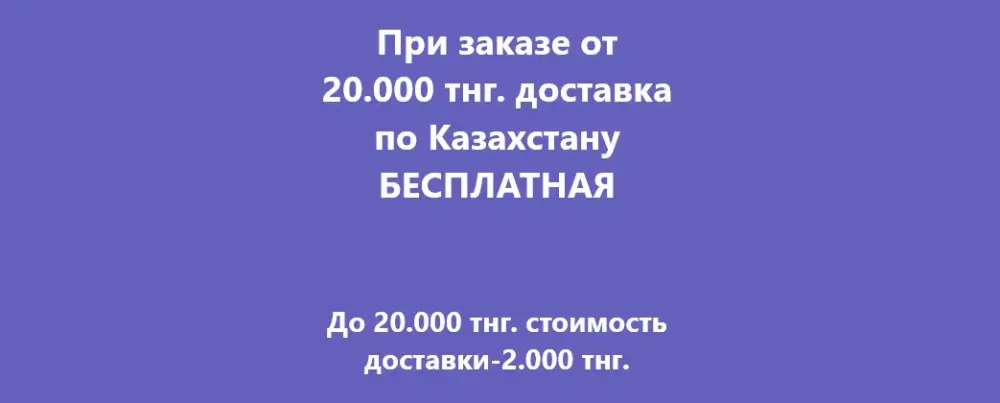 При заказе от
20.000 тнг. доставка
по Казахстану
БЕСПЛАТНАЯ
До 20.000 тнг. стоимость
доставки-2.000 тнг.